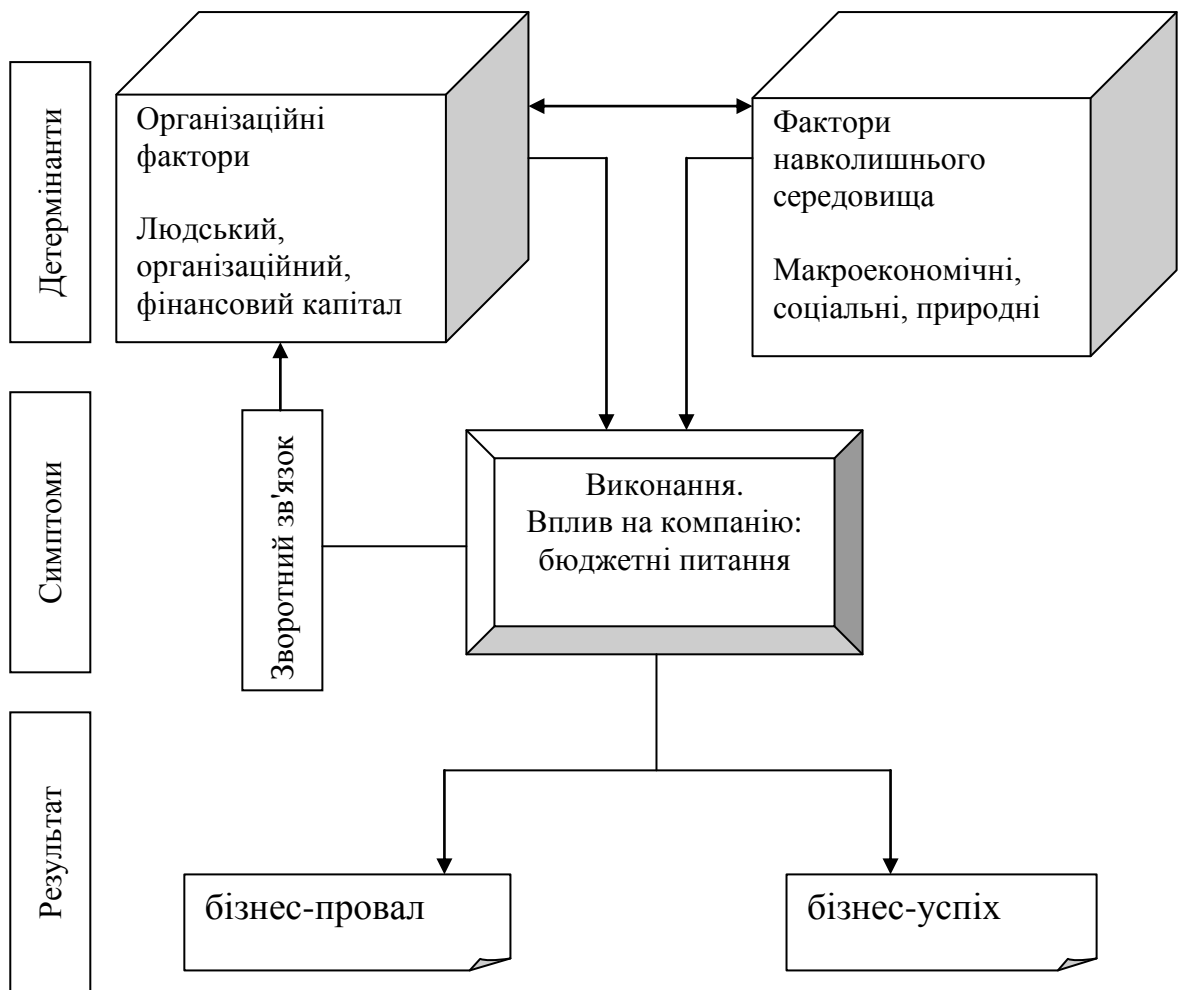 Детермінанти
Організаційні
фактори
Людський,
організаційний,
фінансовий капітал
Фактори
навколишнього
середовища
Макроекономічні,
соціальні, природні
Симптоми
Зворотний зв'язок
Виконання.
Вплив на компанію:
бюджетні питання
Результат
бізнес-провал
бізнес-успіх